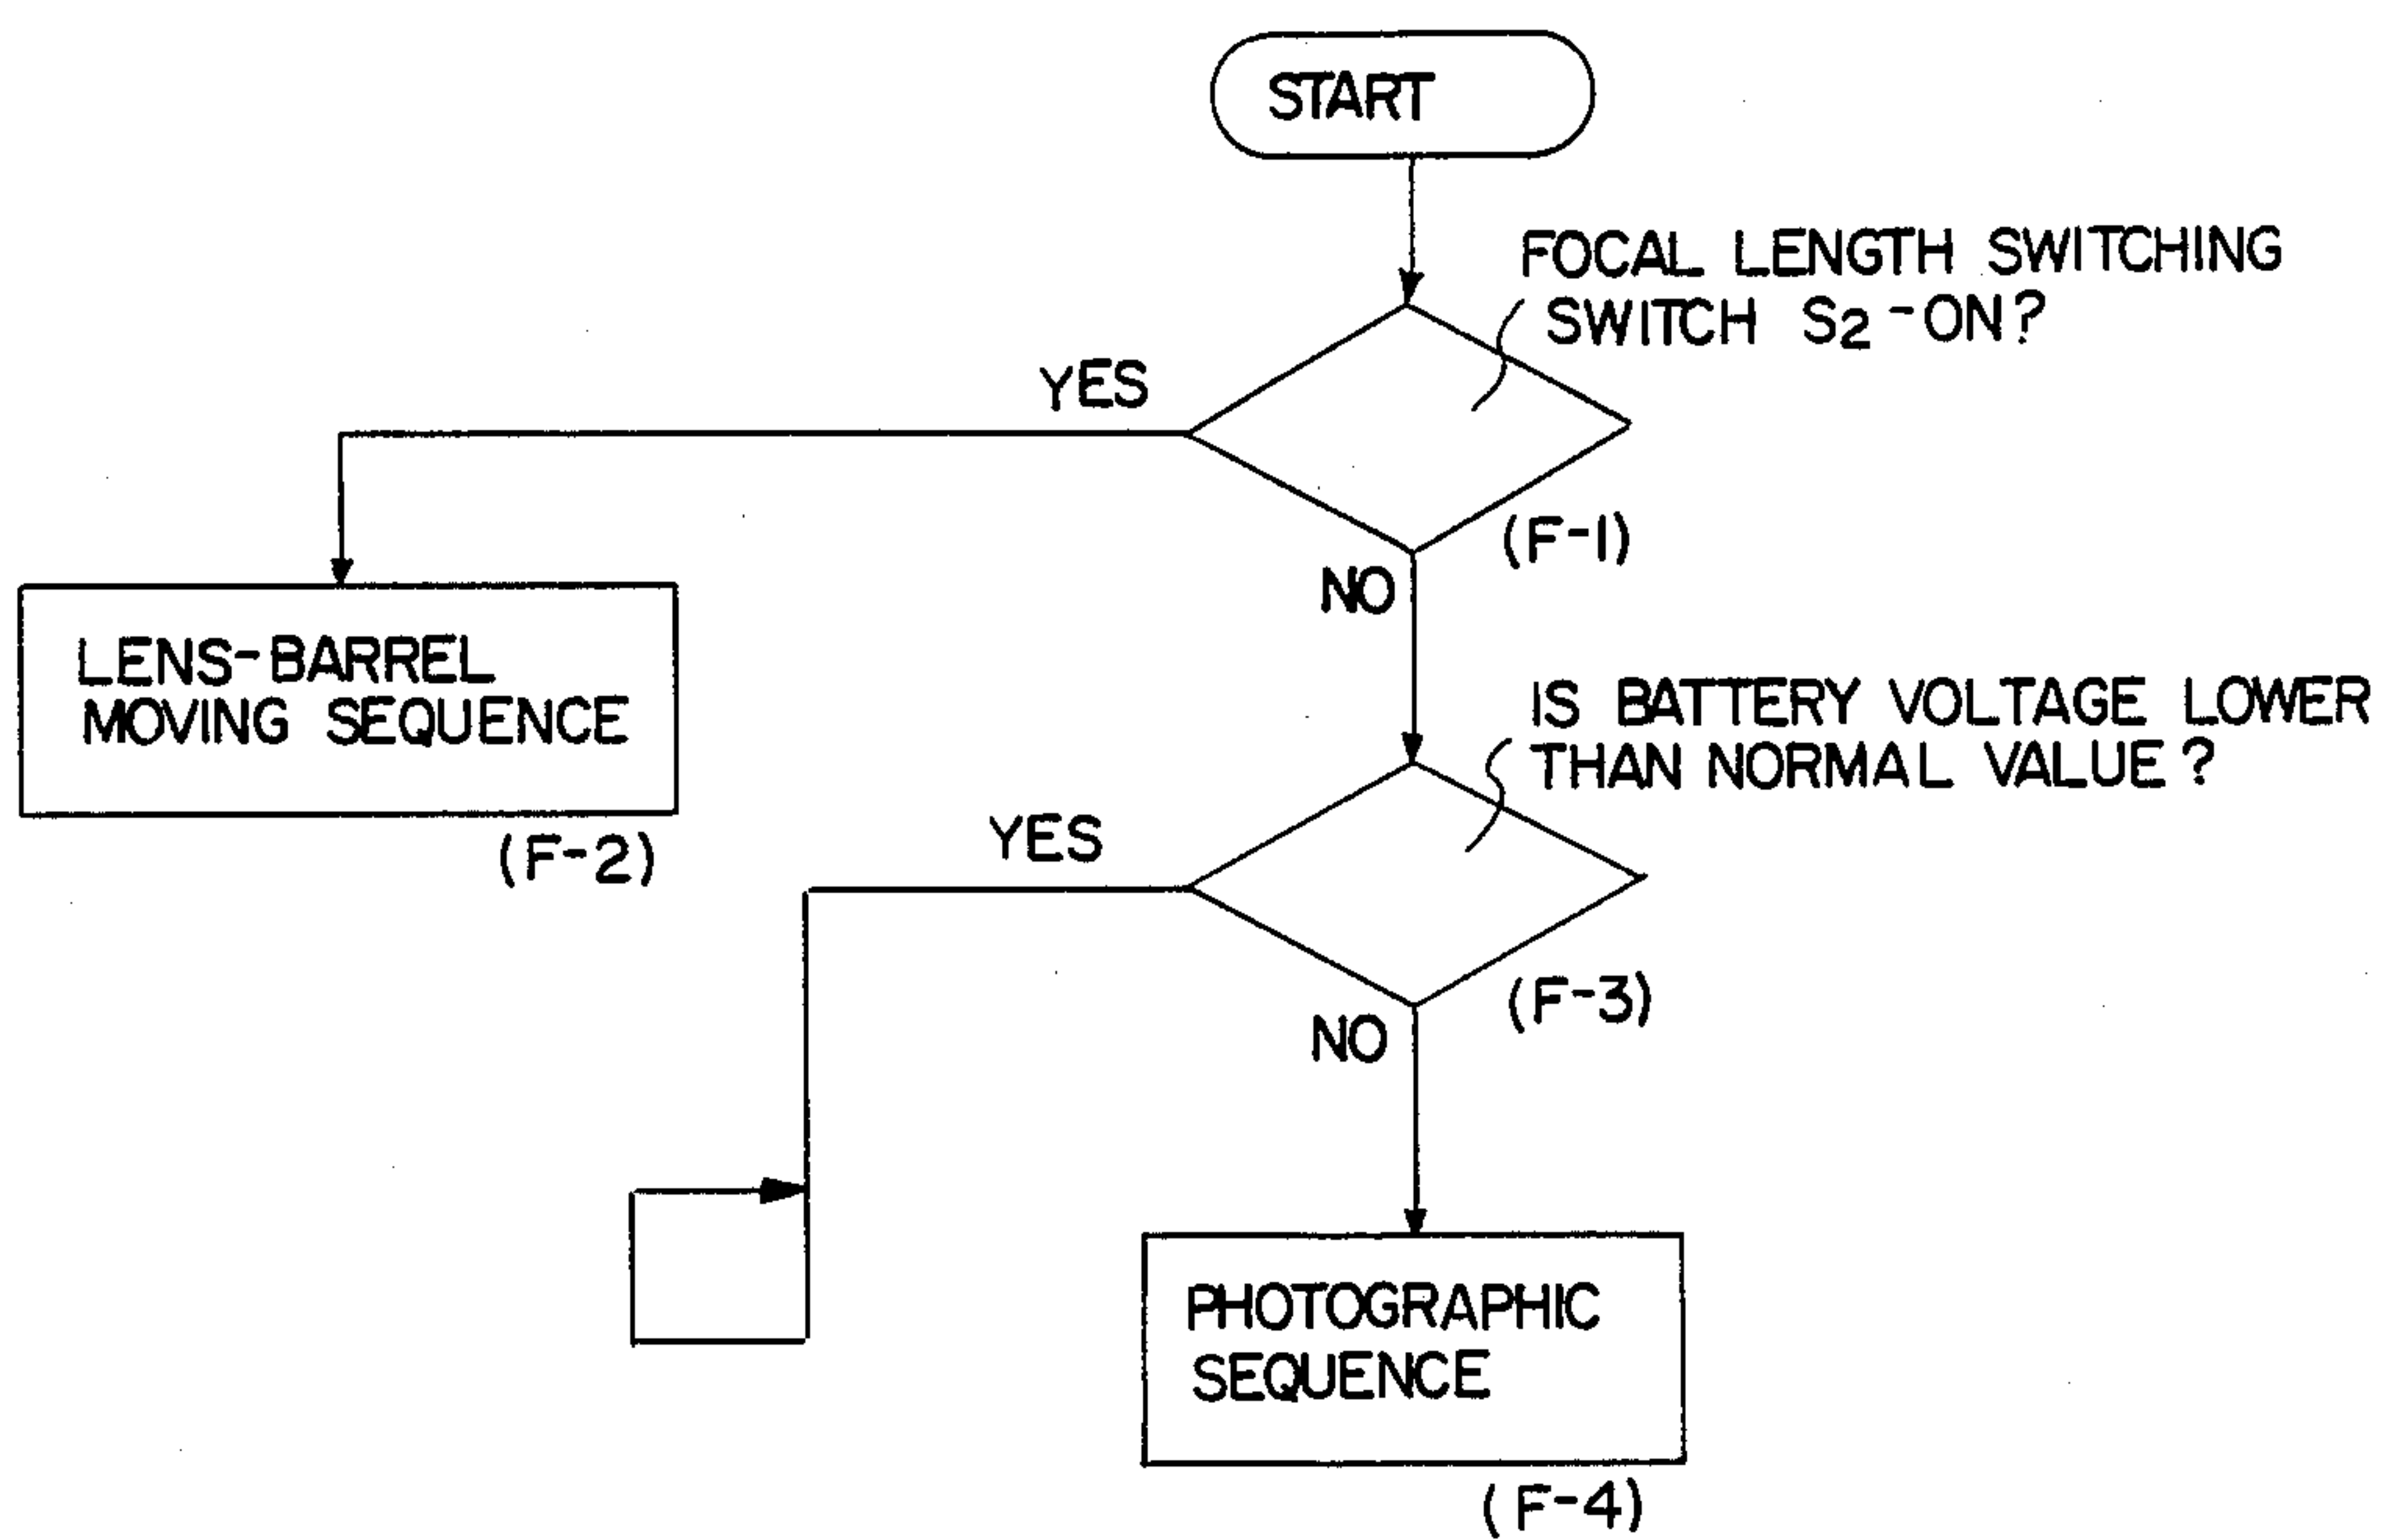 START
FOCAL LENGTH SWITCHING
SWITCH S2-ON?
YES
(F-1)
NO
LENS-BARREL
MOVING SEQUENCE
(F-2)
IS BATTERY VOLTAGE LOWER
THAN NORMAL VALUE?
YES
(F-3)
NO
PHOTOGRAPHIC
SEQUENCE
(F-4)